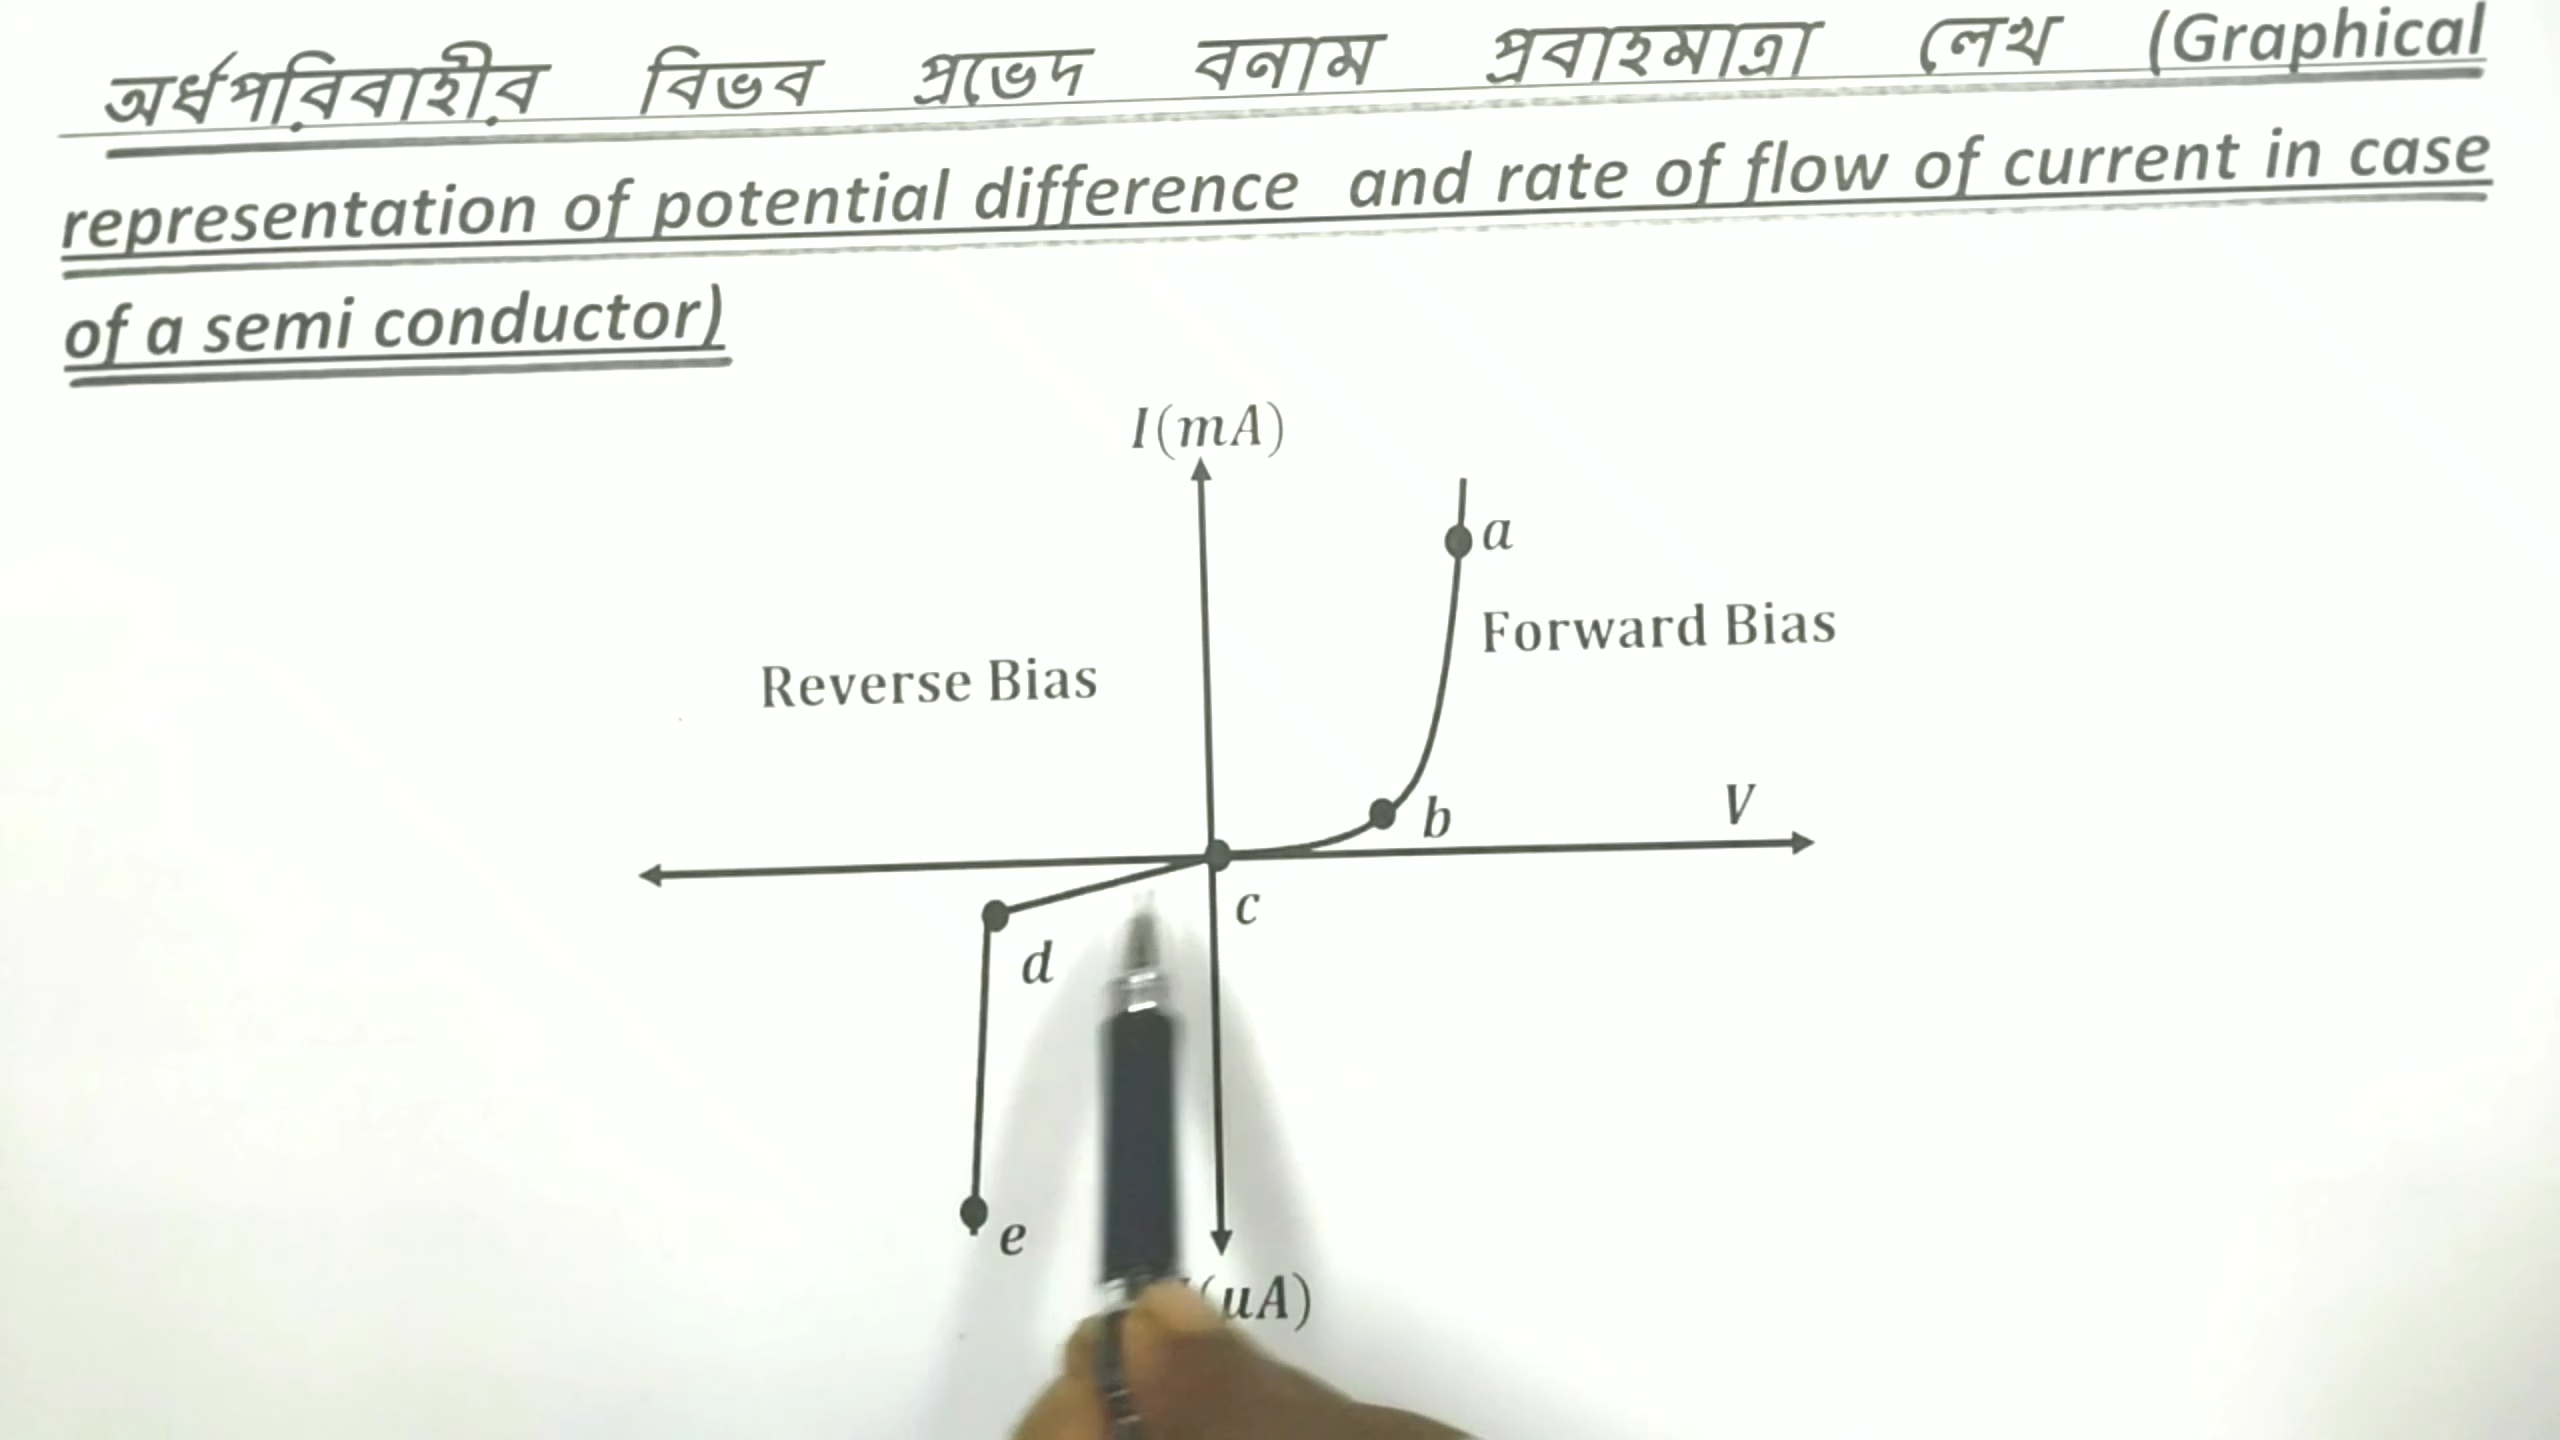 অর্ধপরিবাহীর বিভব প্রভেদ বনাম প্রবাহমাত্রা লেখ (Graphical
representation of potential difference and rate of flow of current in case
of a semi conductor)
I(mA)
a
Forward Bias
Reverse Bias
V
b
c
d
e
(μA)